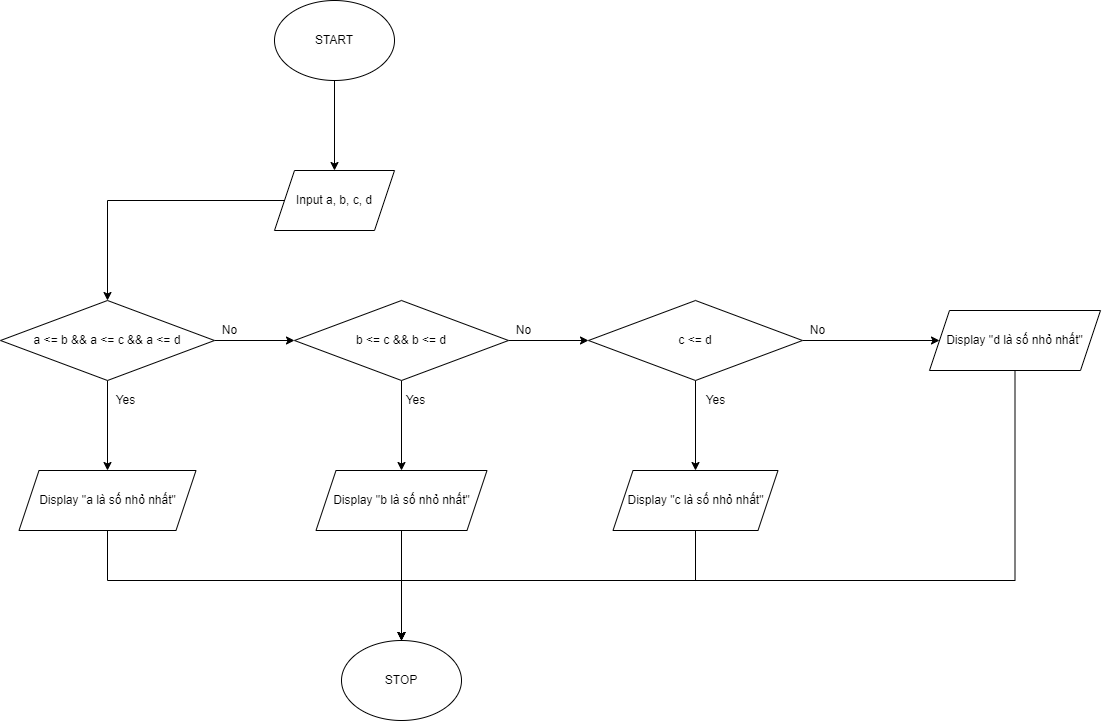 START
Input a, b, c, d
a <= b && a <= c && a <= d
No
b <= c && b <= d
No
c <= d
No
Display "d là số nhỏ nhất"
Yes
Yes
Yes
Display "a là số nhỏ nhất"
Display "b là số nhỏ nhất"
Display "c là số nhỏ nhất"
STOP